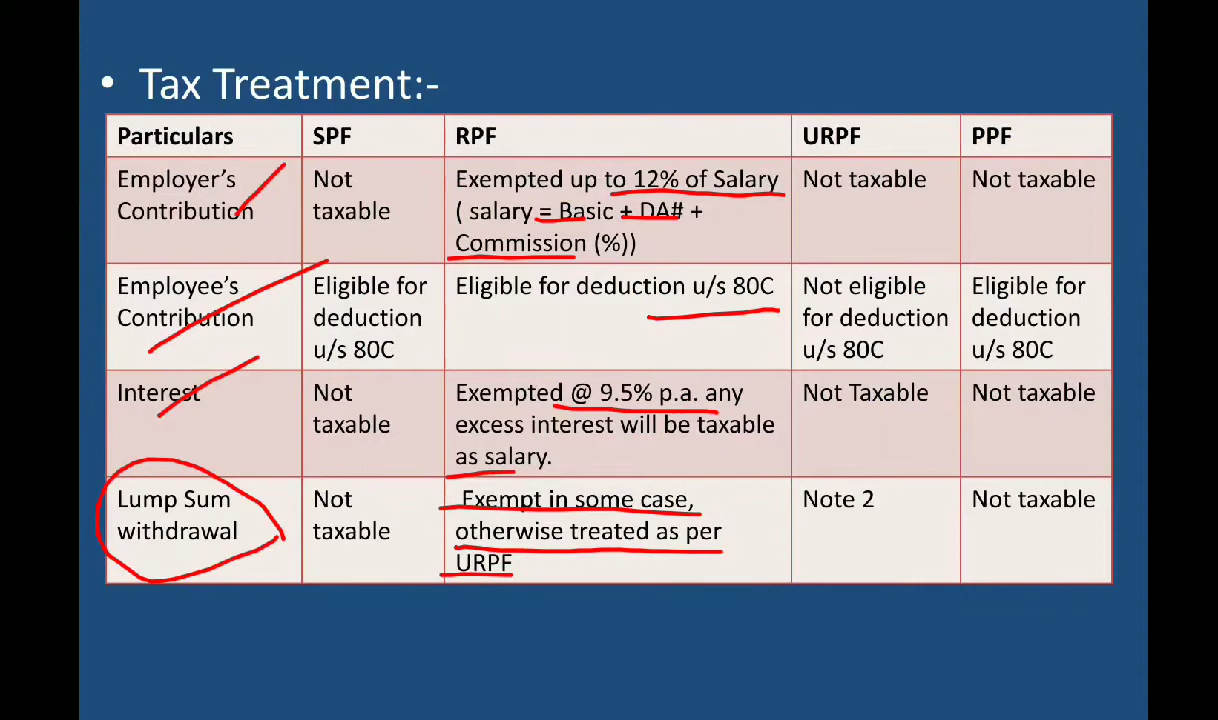 • Tax Treatment:-
Particulars
SPF
RPF
URPF
PPF
Employer's
Contribution
Not
taxable
Exempted up to 12% of Salary
( salary = Basic + DA# +
Commission (%))
Not taxable
Not taxable
Employee's
Contribution
Eligible for
deduction
u/s 80C
Eligible for deduction u/s 80C
Not eligible
for deduction
u/s 80C
Eligible for
deduction
u/s 80C
Interest
Not
taxable
Exempted @ 9.5% p.a. any
excess interest will be taxable
as salary.
Not Taxable
Not taxable
Lump Sum
withdrawal
Not
taxable
Exempt in some case,
otherwise treated as per
URPF
Note 2
Not taxable